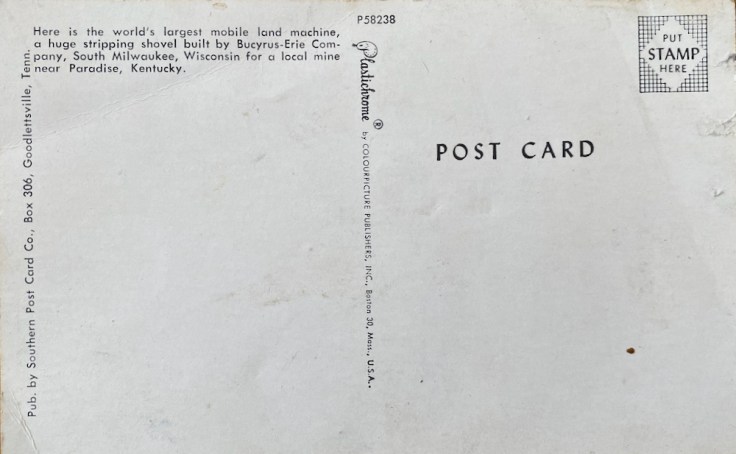 Here is the world's largest mobile land machine,
a huge stripping shovel built by Bucyrus-Erie Com-
pany, South Milwaukee, Wisconsin for a local mine
near Paradise, Kentucky.
Pub. by Southern Post Card Co., Box 306, Goodlettsville, Tenn.
P58238
Plastichrome ® by COLOURPICTURE PUBLISHERS, INC., Boston 30, Mass., U.S.A.
PUT
STAMP
HERE
POST CARD